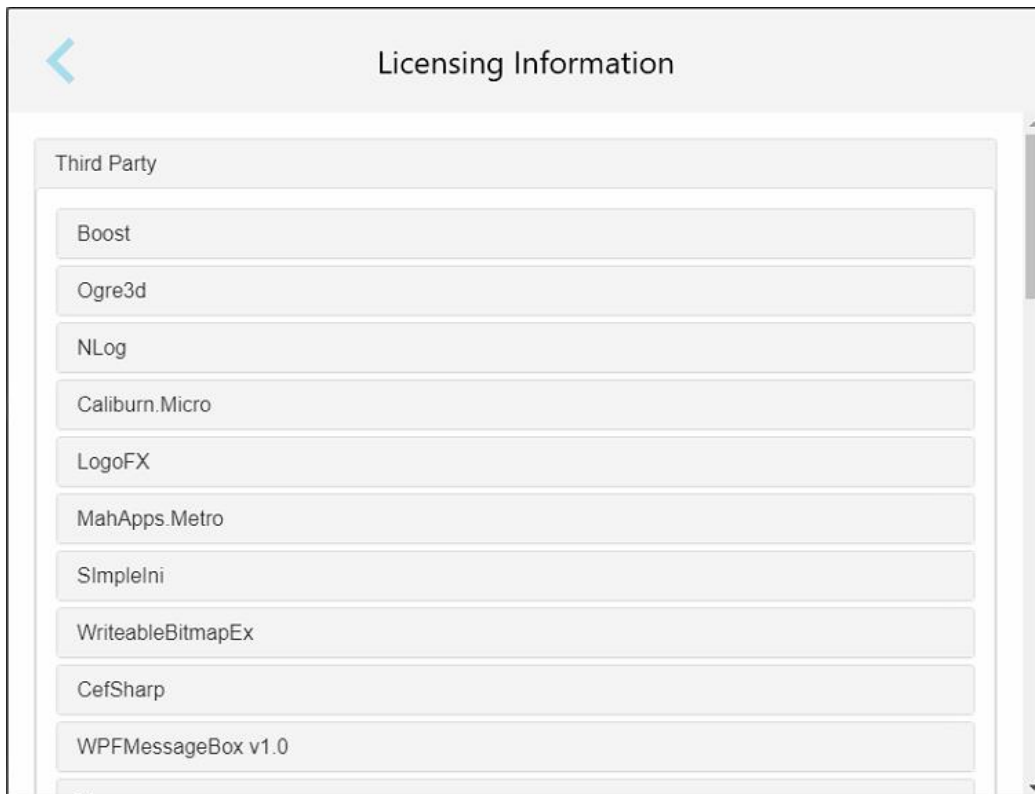 Licensing Information
Third Party
Boost
Ogre3d
NLog
Caliburn.Micro
LogoFX
MahApps.Metro
SImpleIni
WriteableBitmapEx
CefSharp
WPFMessageBox v1.0